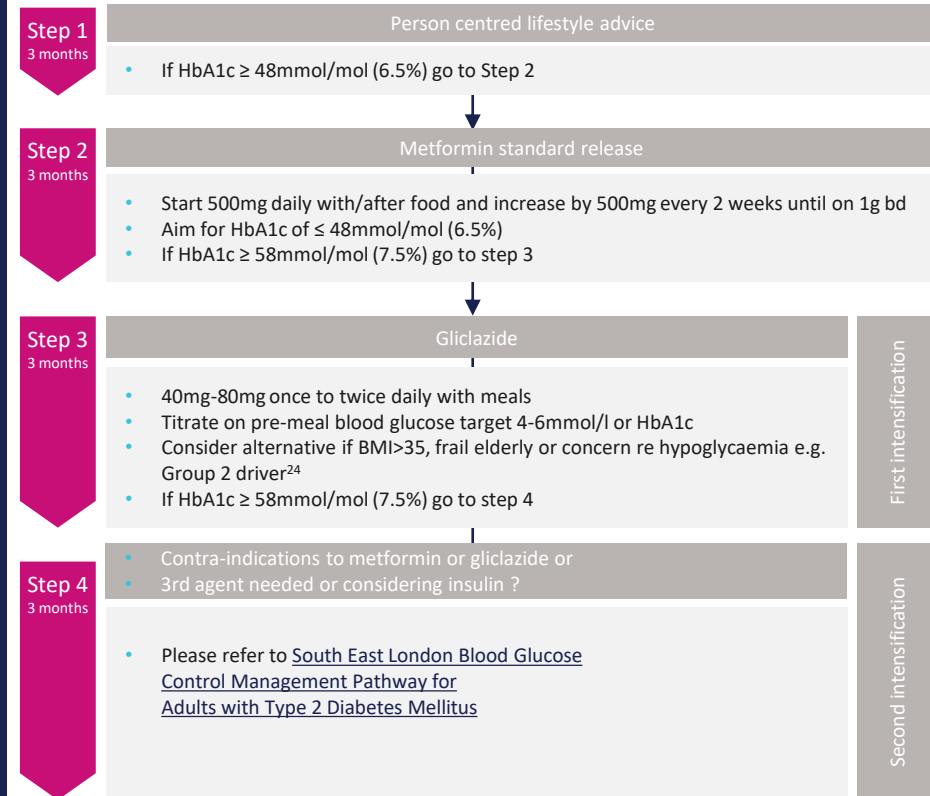 Step 1
3 months
Person centred lifestyle advice
• If HbA1c ≥ 48mmol/mol (6.5%) go to Step 2
Step 2
3 months
Metformin standard release
• Start 500mg daily with/after food and increase by 500mg every 2 weeks until on 1g bd
• Aim for HbA1c of ≤ 48mmol/mol (6.5%)
• If HbA1c ≥ 58mmol/mol (7.5%) go to step 3
Step 3
3 months
Gliclazide
• 40mg-80mg once to twice daily with meals
• Titrate on pre-meal blood glucose target 4-6mmol/l or HbA1c
• Consider alternative if BMI>35, frail elderly or concern re hypoglycaemia e.g.
Group 2 driver²⁴
• If HbA1c ≥ 58mmol/mol (7.5%) go to step 4
First intensification
Step 4
3 months
• Contra-indications to metformin or gliclazide or
• 3rd agent needed or considering insulin ?
• Please refer to South East London Blood Glucose
Control Management Pathway for
Adults with Type 2 Diabetes Mellitus
Second intensification